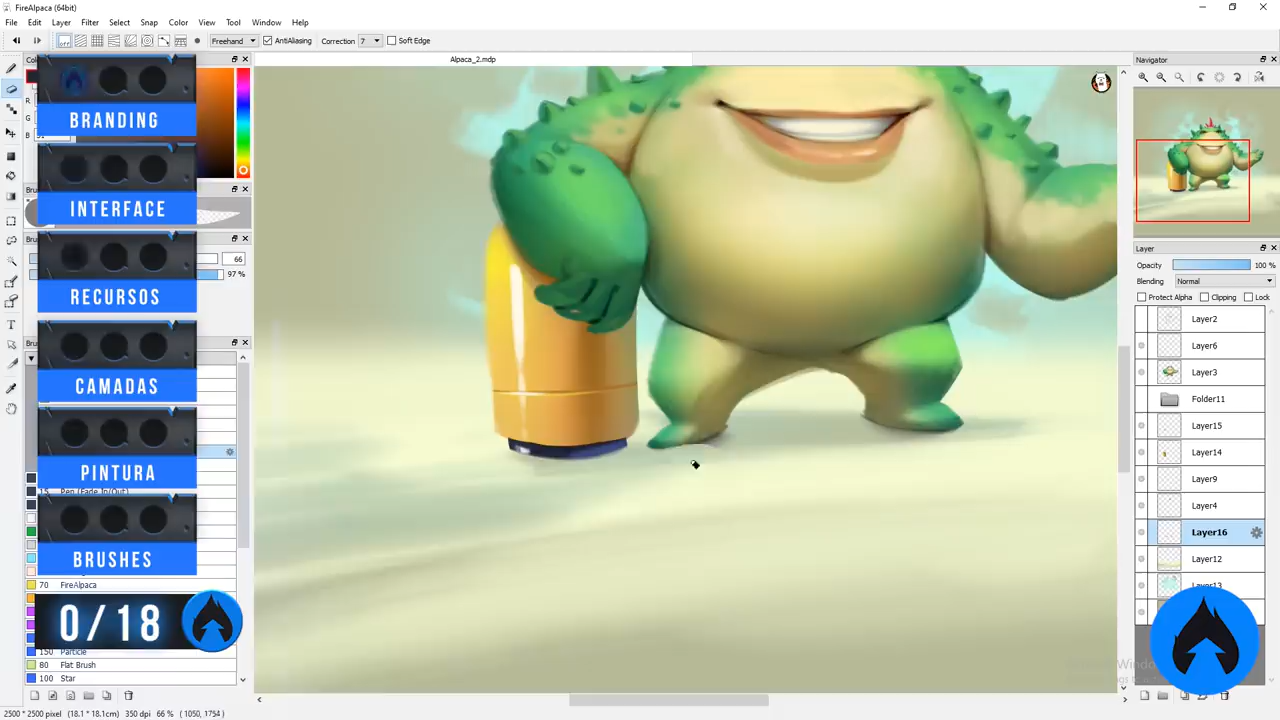 FireAlpaca (64bit)
File Edit Layer Filter Select Snap Color View Tool Window Help
off Freehand AntiAliasing Correction 7 Soft Edge
Alpaca_2.mdp
Navigator
R
G
B
BRANDING
INTERFACE
RECURSOS
CAMADAS
PINTURA
BRUSHES
0/18
66
97 %
15 Pen (Fade In/Out)
70 FireAlpaca
150 Particle
80 Flat Brush
100 Star
Layer
Opacity 100 %
Blending Normal
Protect Alpha Clipping Lock
Layer2
Layer6
Layer3
Folder11
Layer15
Layer14
Layer9
Layer4
Layer16
Layer12
Layer13
2500 * 2500 pixel (18.1 * 18.1cm) 350 dpi 66 % ( 1050, 1754 )